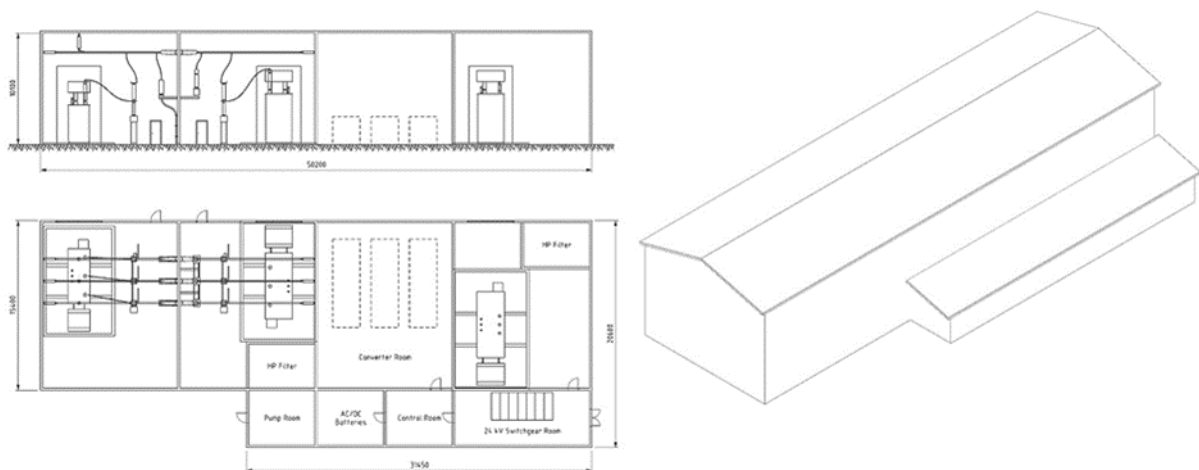 10100
50200
HP Filter
15400
20600
Converter Room
HP Filter
Pump Room
AC/DC
Batteries
Control Room
24 kV Switchgear Room
31450